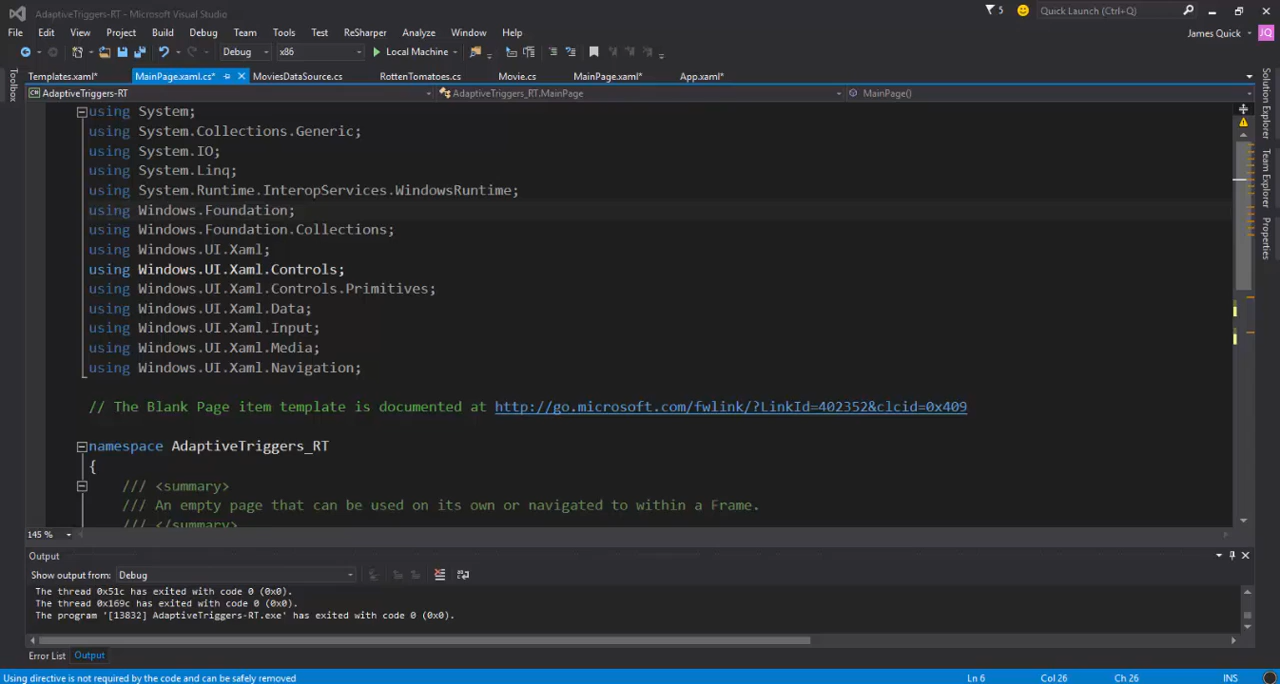 AdaptiveTriggers-RT - Microsoft Visual Studio
5
Quick Launch (Ctrl+Q)
File Edit View Project Build Debug Team Tools Test ReSharper Analyze Window Help
James Quick JQ
Debug x86 Local Machine
Templates.xaml* MainPage.xaml.cs* MoviesDataSource.cs RottenTomatoes.cs Movie.cs MainPage.xaml* App.xaml*
AdaptiveTriggers-RT AdaptiveTriggers_RT.MainPage MainPage()
Toolbox
Solution Explorer
Team Explorer
Properties
using System;
using System.Collections.Generic;
using System.IO;
using System.Linq;
using System.Runtime.InteropServices.WindowsRuntime;
using Windows.Foundation;
using Windows.Foundation.Collections;
using Windows.UI.Xaml;
using Windows.UI.Xaml.Controls;
using Windows.UI.Xaml.Controls.Primitives;
using Windows.UI.Xaml.Data;
using Windows.UI.Xaml.Input;
using Windows.UI.Xaml.Media;
using Windows.UI.Xaml.Navigation;
// The Blank Page item template is documented at http://go.microsoft.com/fwlink/?LinkId=402352&clcid=0x409
namespace AdaptiveTriggers_RT
{
/// <summary>
/// An empty page that can be used on its own or navigated to within a Frame.
/// </summary>
145 %
Output
Show output from: Debug
The thread 0x51c has exited with code 0 (0x0).
The thread 0x169c has exited with code 0 (0x0).
The program '[13832] AdaptiveTriggers-RT.exe' has exited with code 0 (0x0).
Error List Output
Using directive is not required by the code and can be safely removed Ln 6 Col 26 Ch 26 INS